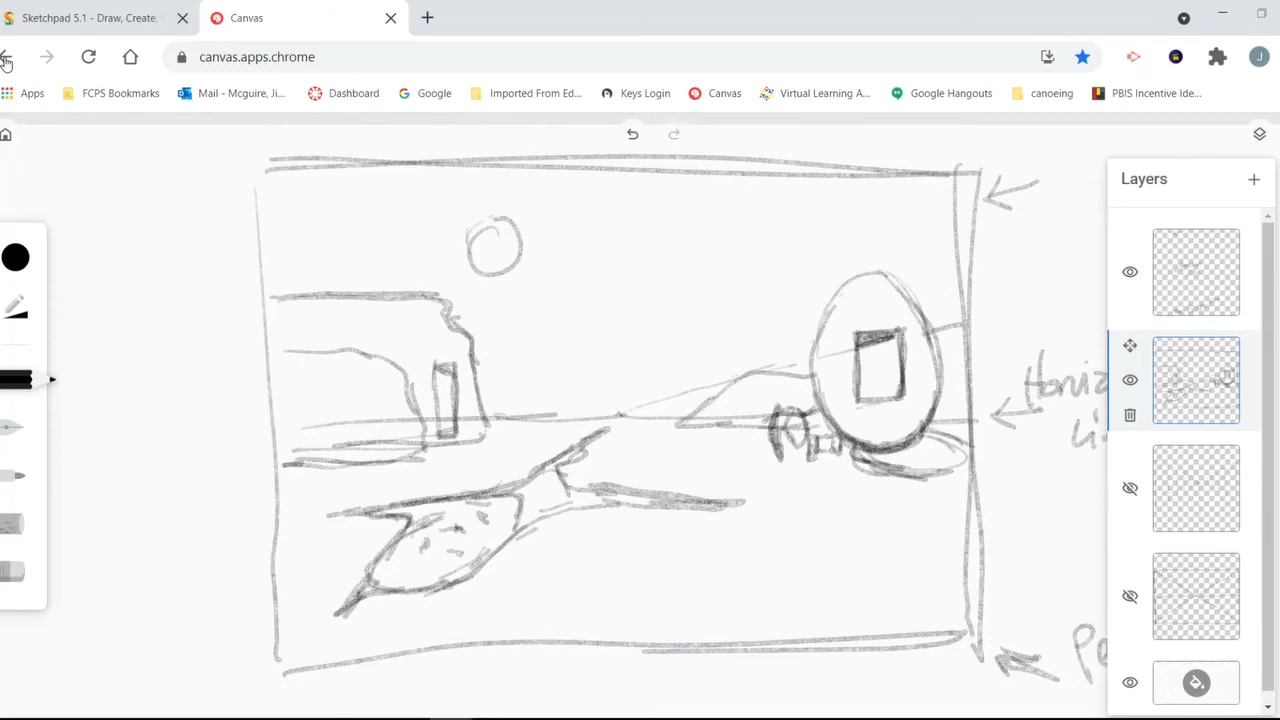 Sketchpad 5.1 - Draw, Create,
Canvas
canvas.apps.chrome
J
Apps
FCPS Bookmarks
Mail - Mcguire, Ji...
Dashboard
Google
Imported From Ed...
Keys Login
Canvas
Virtual Learning A...
Google Hangouts
canoeing
PBIS Incentive Ide...
Layers
Horiz
Li
Pe